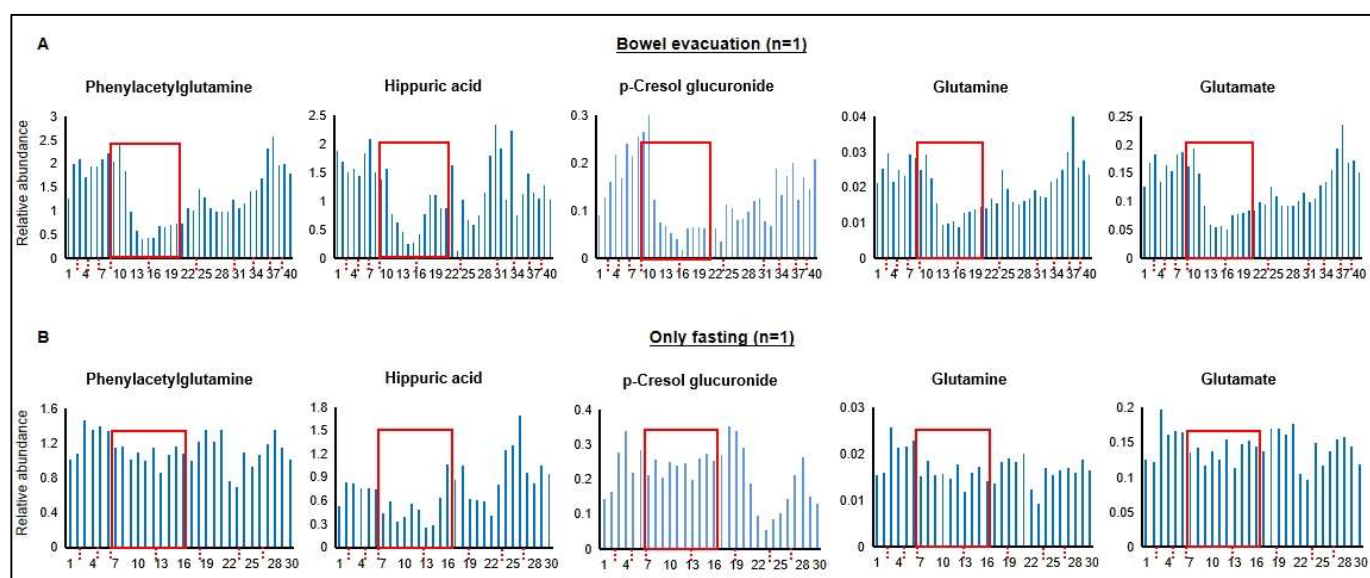 A
Bowel evacuation (n=1)
Phenylacetylglutamine
Hippuric acid
p-Cresol glucuronide
Glutamine
Glutamate
Relative abundance
3
2.5
2
1.5
1
0.5
0
1 4 7 10 13 16 19 22 25 28 31 34 37 40
2.5
2
1.5
1
0.5
0
1 4 7 10 13 16 19 22 25 28 31 34 37 40
0.3
0.2
0.1
0
1 4 7 10 13 16 19 22 25 28 31 34 37 40
0.04
0.03
0.02
0.01
0
1 4 7 10 13 16 19 22 25 28 31 34 37 40
0.25
0.2
0.15
0.1
0.05
0
1 4 7 10 13 16 19 22 25 28 31 34 37 40
B
Only fasting (n=1)
Phenylacetylglutamine
Hippuric acid
p-Cresol glucuronide
Glutamine
Glutamate
Relative abundance
1.6
1.2
0.8
0.4
0
1 4 7 10 13 16 19 22 25 28 30
1.8
1.5
1.2
0.9
0.6
0.3
0
1 4 7 10 13 16 19 22 25 28 30
0.4
0.3
0.2
0.1
0
1 4 7 10 13 16 19 22 25 28 30
0.03
0.02
0.01
0
1 4 7 10 13 16 19 22 25 28 30
0.2
0.15
0.1
0.05
0
1 4 7 10 13 16 19 22 25 28 30